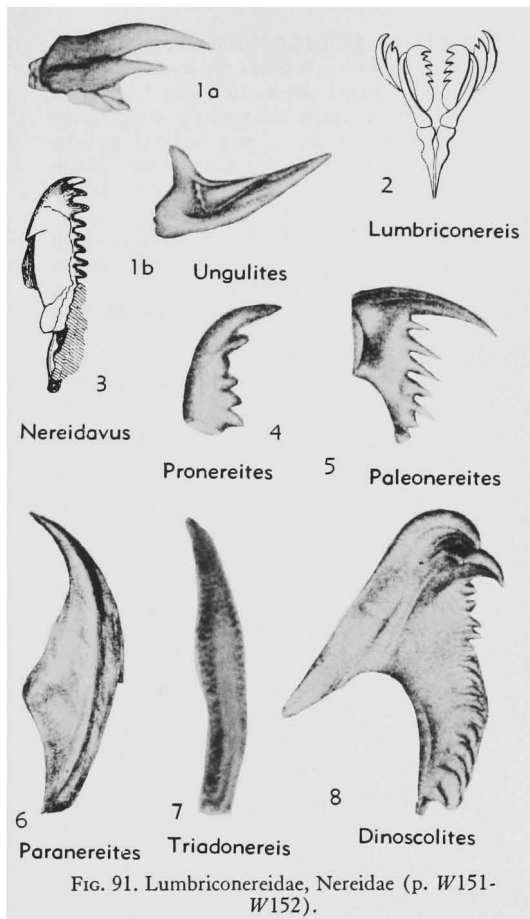 1a
2
Lumbriconereis
1b
Ungulites
3
Nereidavus
4
Pronereites
5
Paleonereites
6
Paranereites
7
Triadonereis
8
Dinoscolites
FIG. 91. Lumbriconereidae, Nereidae (p. W151-
W152).